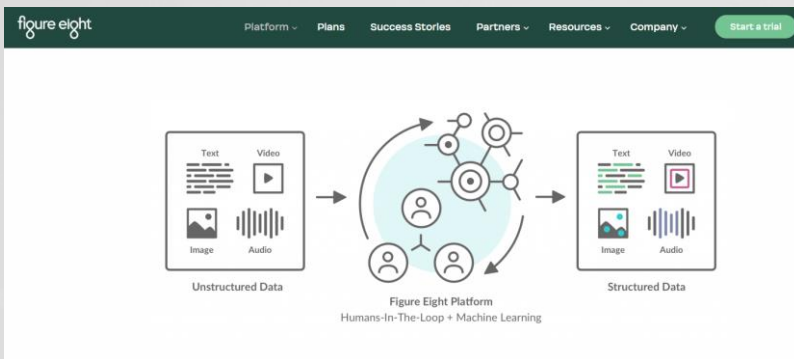 figure eight
Platform Plans Success Stories Partners Resources Company Start a trial
Text Video
Image Audio
Unstructured Data
Figure Eight Platform
Humans-In-The-Loop + Machine Learning
Text Video
Image Audio
Structured Data